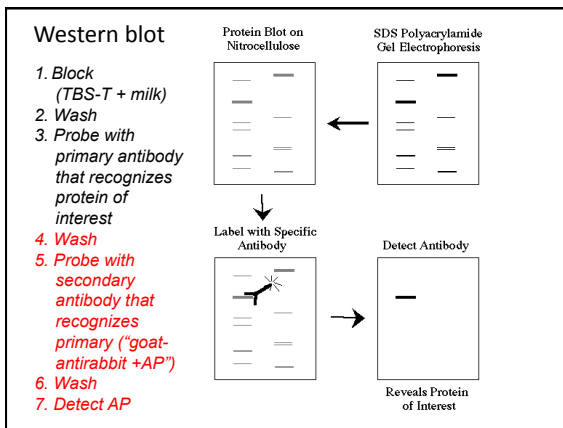 Western blot
1. Block
(TBS-T + milk)
2. Wash
3. Probe with
primary antibody
that recognizes
protein of
interest
4. Wash
5. Probe with
secondary
antibody that
recognizes
primary (“goat-
antirabbit +AP”)
6. Wash
7. Detect AP
Protein Blot on
Nitrocellulose
SDS Polyacrylamide
Gel Electrophoresis
Label with Specific
Antibody
Detect Antibody
Reveals Protein
of Interest